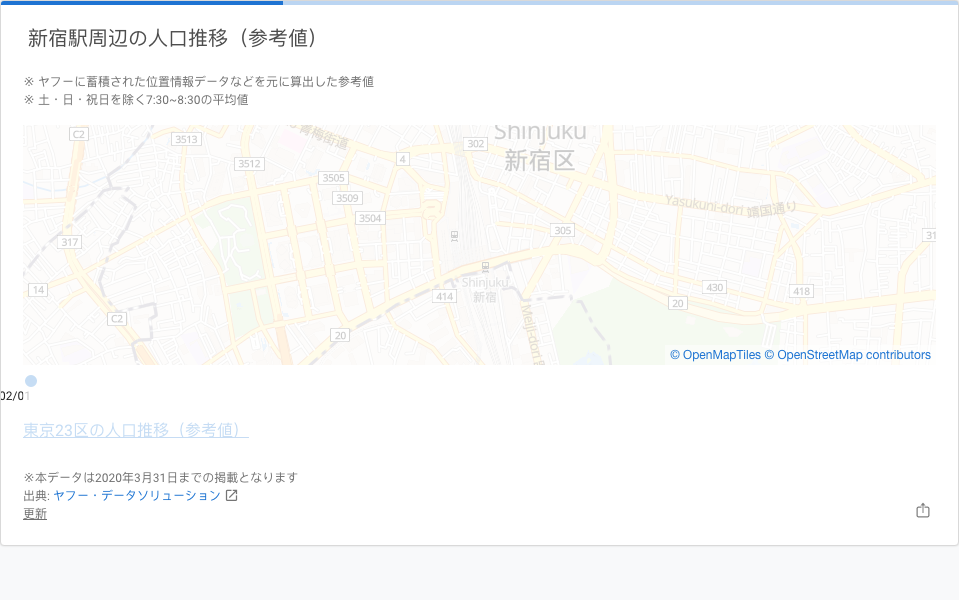 新宿駅周辺の人口推移（参考値）
※ ヤフーに蓄積された位置情報データなどを元に算出した参考値
※ 土・日・祝日を除く7:30~8:30の平均値
Shinjuku
新宿区
C2
3513
青梅街道
302
4
3512
3505
3509
3504
Yasukuni-dori 靖国通り
305
317
31
Shinjuku
新宿
14
414
430
418
20
C2
20
Meiji-dori
© OpenMapTiles © OpenStreetMap contributors
02/01
東京23区の人口推移（参考値）
※本データは2020年3月31日までの掲載となります
出典: ヤフー・データソリューション
更新